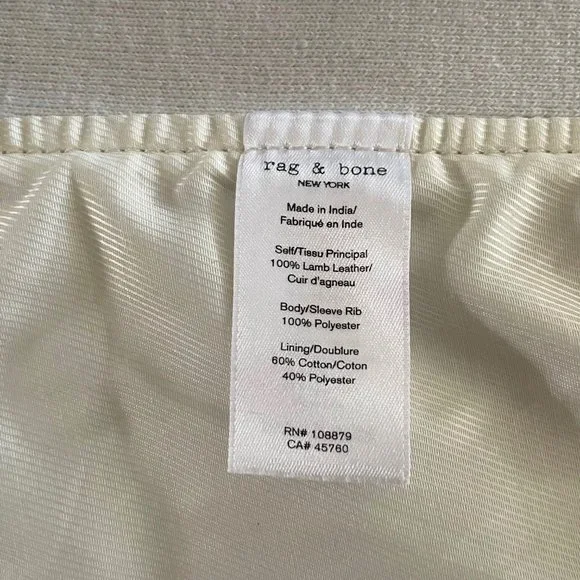 rag & bone
NEW YORK
Made in India/
Fabriqué en Inde
Self/Tissu Principal
100% Lamb Leather/
Cuir d'agneau
Body/Sleeve Rib
100% Polyester
Lining/Doublure
60% Cotton/Coton
40% Polyester
RN# 108879
CA# 45760